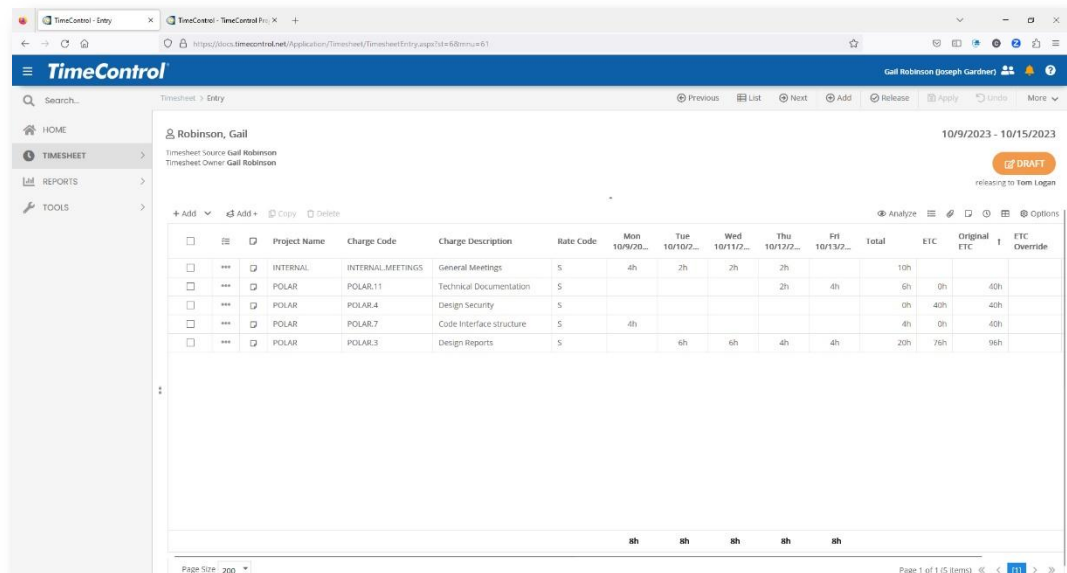 TimeControl - Entry
TimeControl - TimeControl Pro
https://docs.timecontrol.net/Application/Timesheet/TimesheetEntry.aspx?st=6&mnu=61
TimeControl
Gail Robinson (Joseph Gardner)
Search...
Timesheet > Entry
Previous List Next Add Release Apply Undo More
HOME
TIMESHEET
REPORTS
TOOLS
Robinson, Gail
10/9/2023 - 10/15/2023
Timesheet Source Gail Robinson
Timesheet Owner Gail Robinson
DRAFT
releasing to Tom Logan
+ Add Add + Copy Delete Analyze Options
Project Name Charge Code Charge Description Rate Code Mon 10/9/20... Tue 10/10/2... Wed 10/11/2... Thu 10/12/2... Fri 10/13/2... Total ETC Original ETC ETC Override
INTERNAL INTERNAL.MEETINGS General Meetings S 4h 2h 2h 2h 10h
POLAR POLAR.11 Technical Documentation S 2h 4h 6h 0h 40h
POLAR POLAR.4 Design Security S 0h 40h 40h
POLAR POLAR.7 Code Interface structure S 4h 4h 0h 40h
POLAR POLAR.3 Design Reports S 6h 6h 4h 4h 20h 76h 96h
8h 8h 8h 8h 8h
Page Size 200
Page 1 of 1 (5 items) [1]